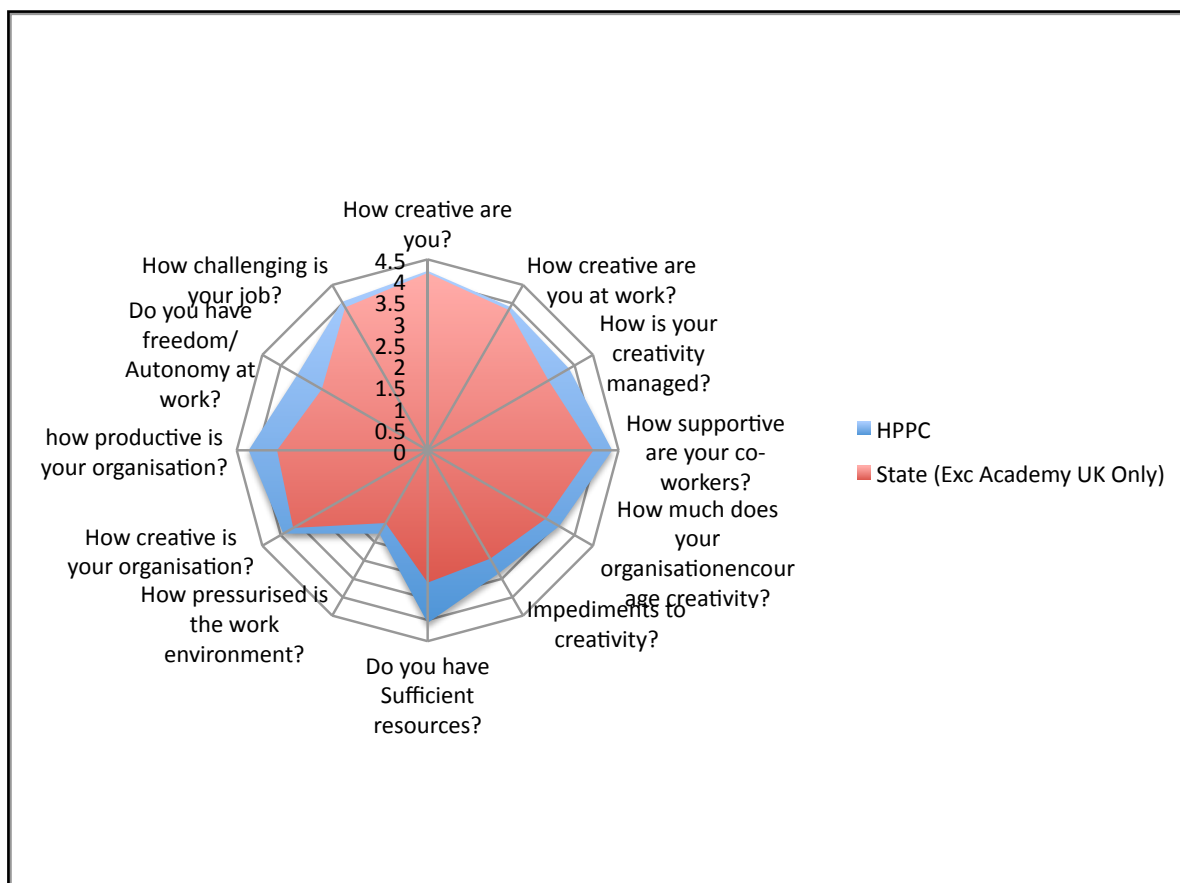 How creative are
you?
How creative are
you at work?
How is your
creativity
managed?
How supportive
are your co-
workers?
How much does
your
organisationencour
age creativity?
Impediments to
creativity?
Do you have
Sufficient
resources?
How pressurised is
the work
environment?
How creative is
your organisation?
how productive is
your organisation?
Do you have
freedom/
Autonomy at
work?
How challenging is
your job?
4.5
4
3.5
3
2.5
2
1.5
1
0.5
0
HPPC
State (Exc Academy UK Only)